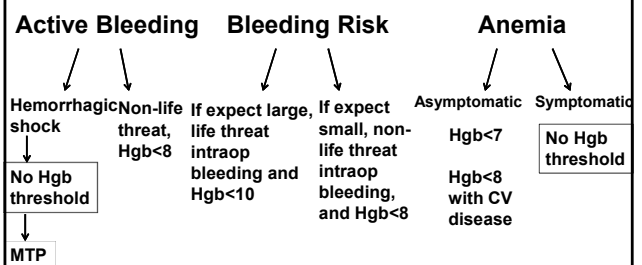 Active Bleeding
Hemorrhagic
shock
No Hgb
threshold
MTP
Non-life
threat,
Hgb<8
Bleeding Risk
If expect large,
life threat
intraop
bleeding and
Hgb<10
If expect
small, non-
life threat
intraop
bleeding,
and Hgb<8
Anemia
Asymptomatic
Hgb<7
Hgb<8
with CV
disease
Symptomatic
No Hgb
threshold